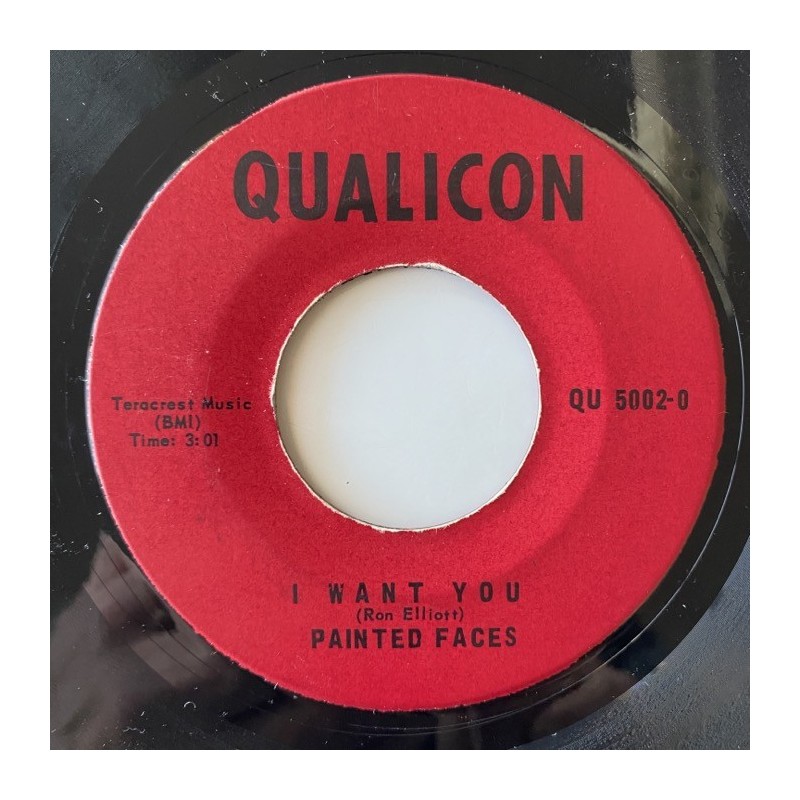 QUALICON
Teracrest Music
(BMI)
Time: 3:01
QU 5002-0
I WANT YOU
(Ron Elliott)
PAINTED FACES